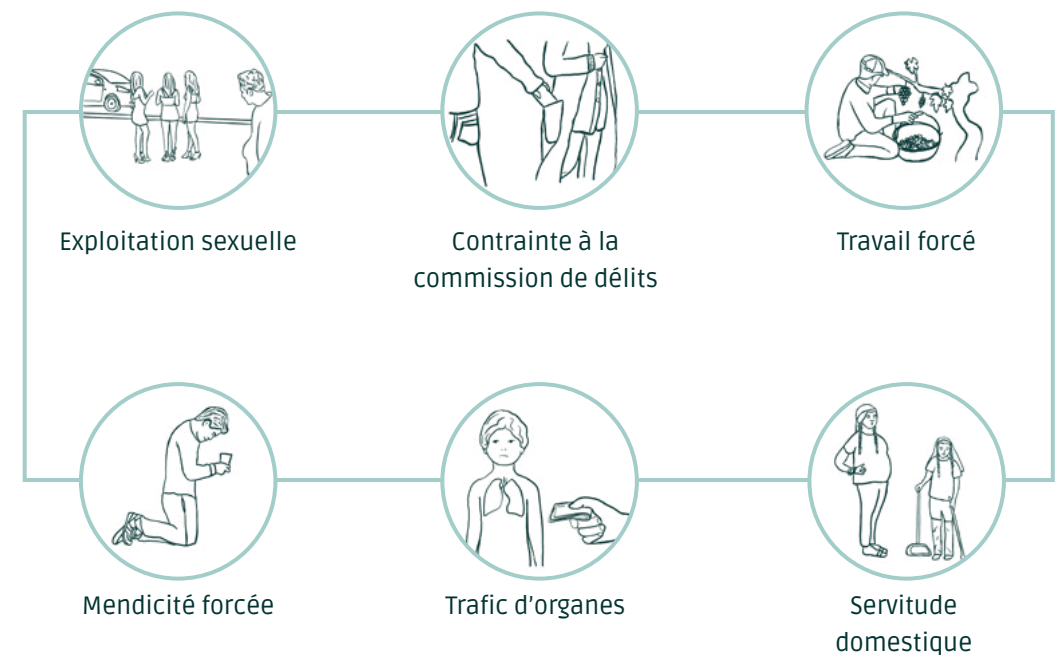 Exploitation sexuelle
Contrainte à la
commission de délits
Travail forcé
Mendicité forcée
Trafic d'organes
Servitude
domestique